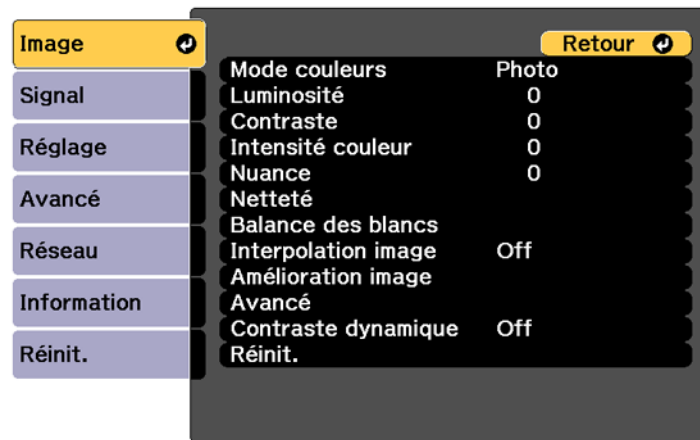 Image
Signal
Réglage
Avancé
Réseau
Information
Réinit.
Retour
Mode couleurs Photo
Luminosité 0
Contraste 0
Intensité couleur 0
Nuance 0
Netteté
Balance des blancs
Interpolation image Off
Amélioration image
Avancé
Contraste dynamique Off
Réinit.